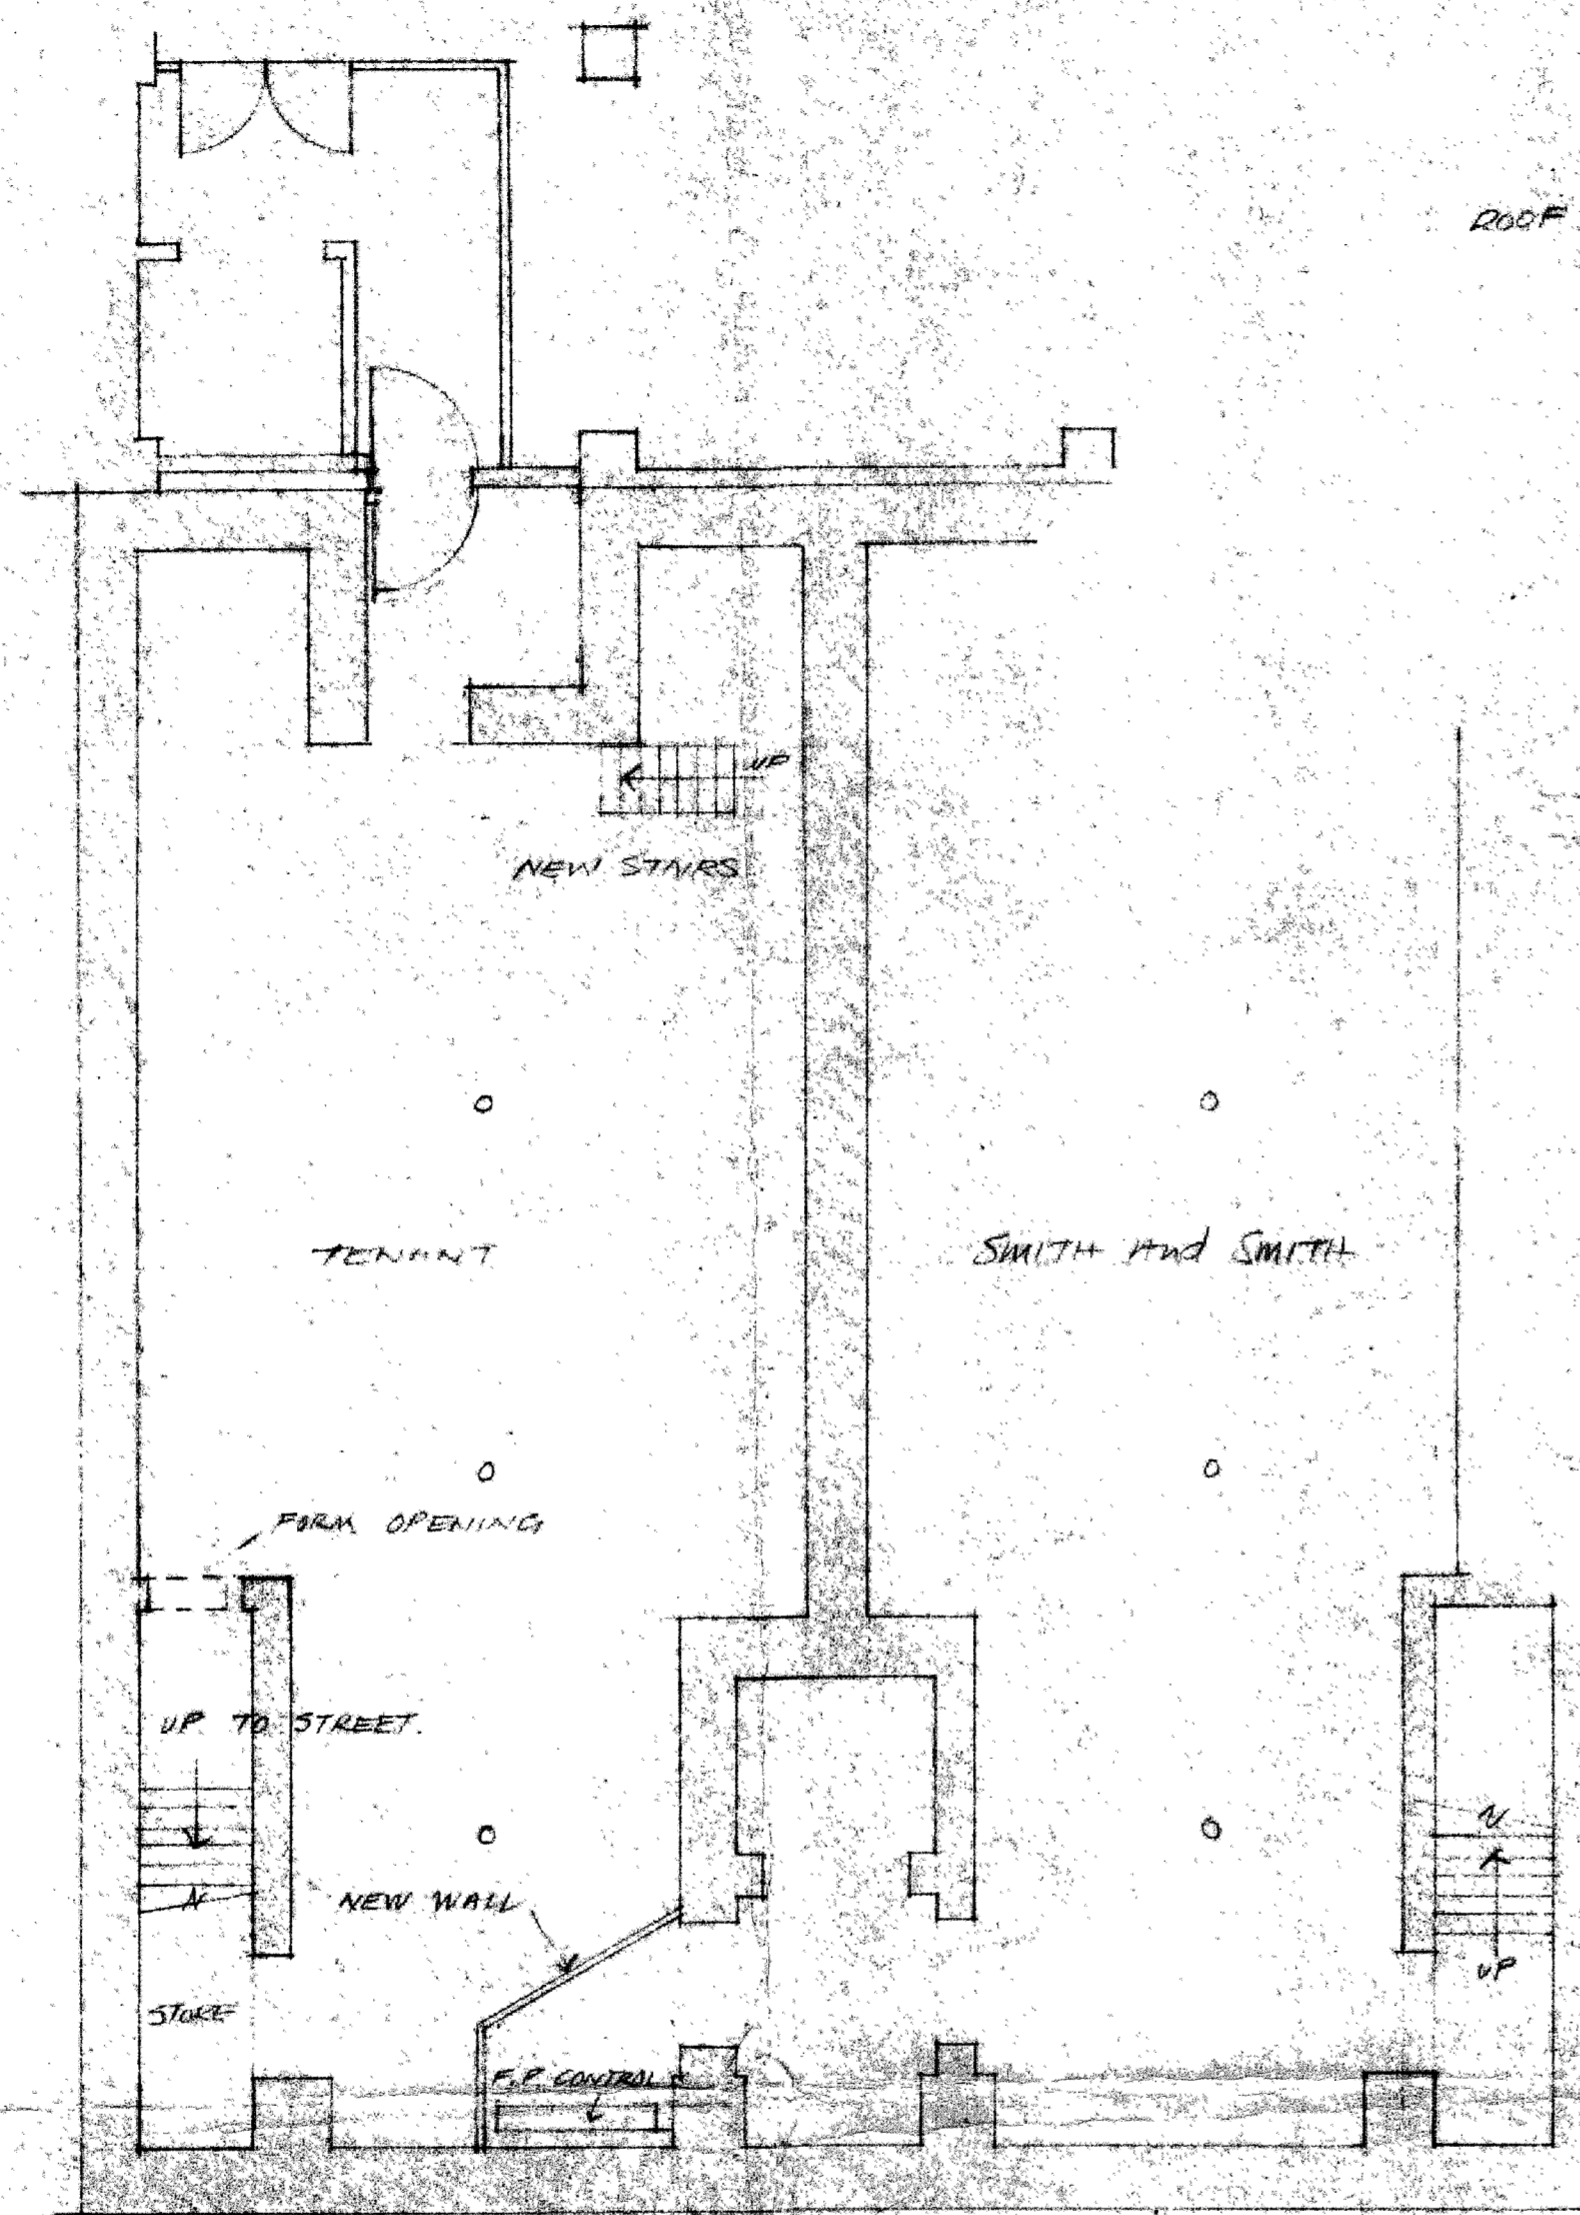 ROOF
UP
NEW STAIRS
TENANT
SMITH And SMITH
FORM OPENING
UP TO STREET.
N
N
NEW WALL
UP
STORE
F.P. CONTROL